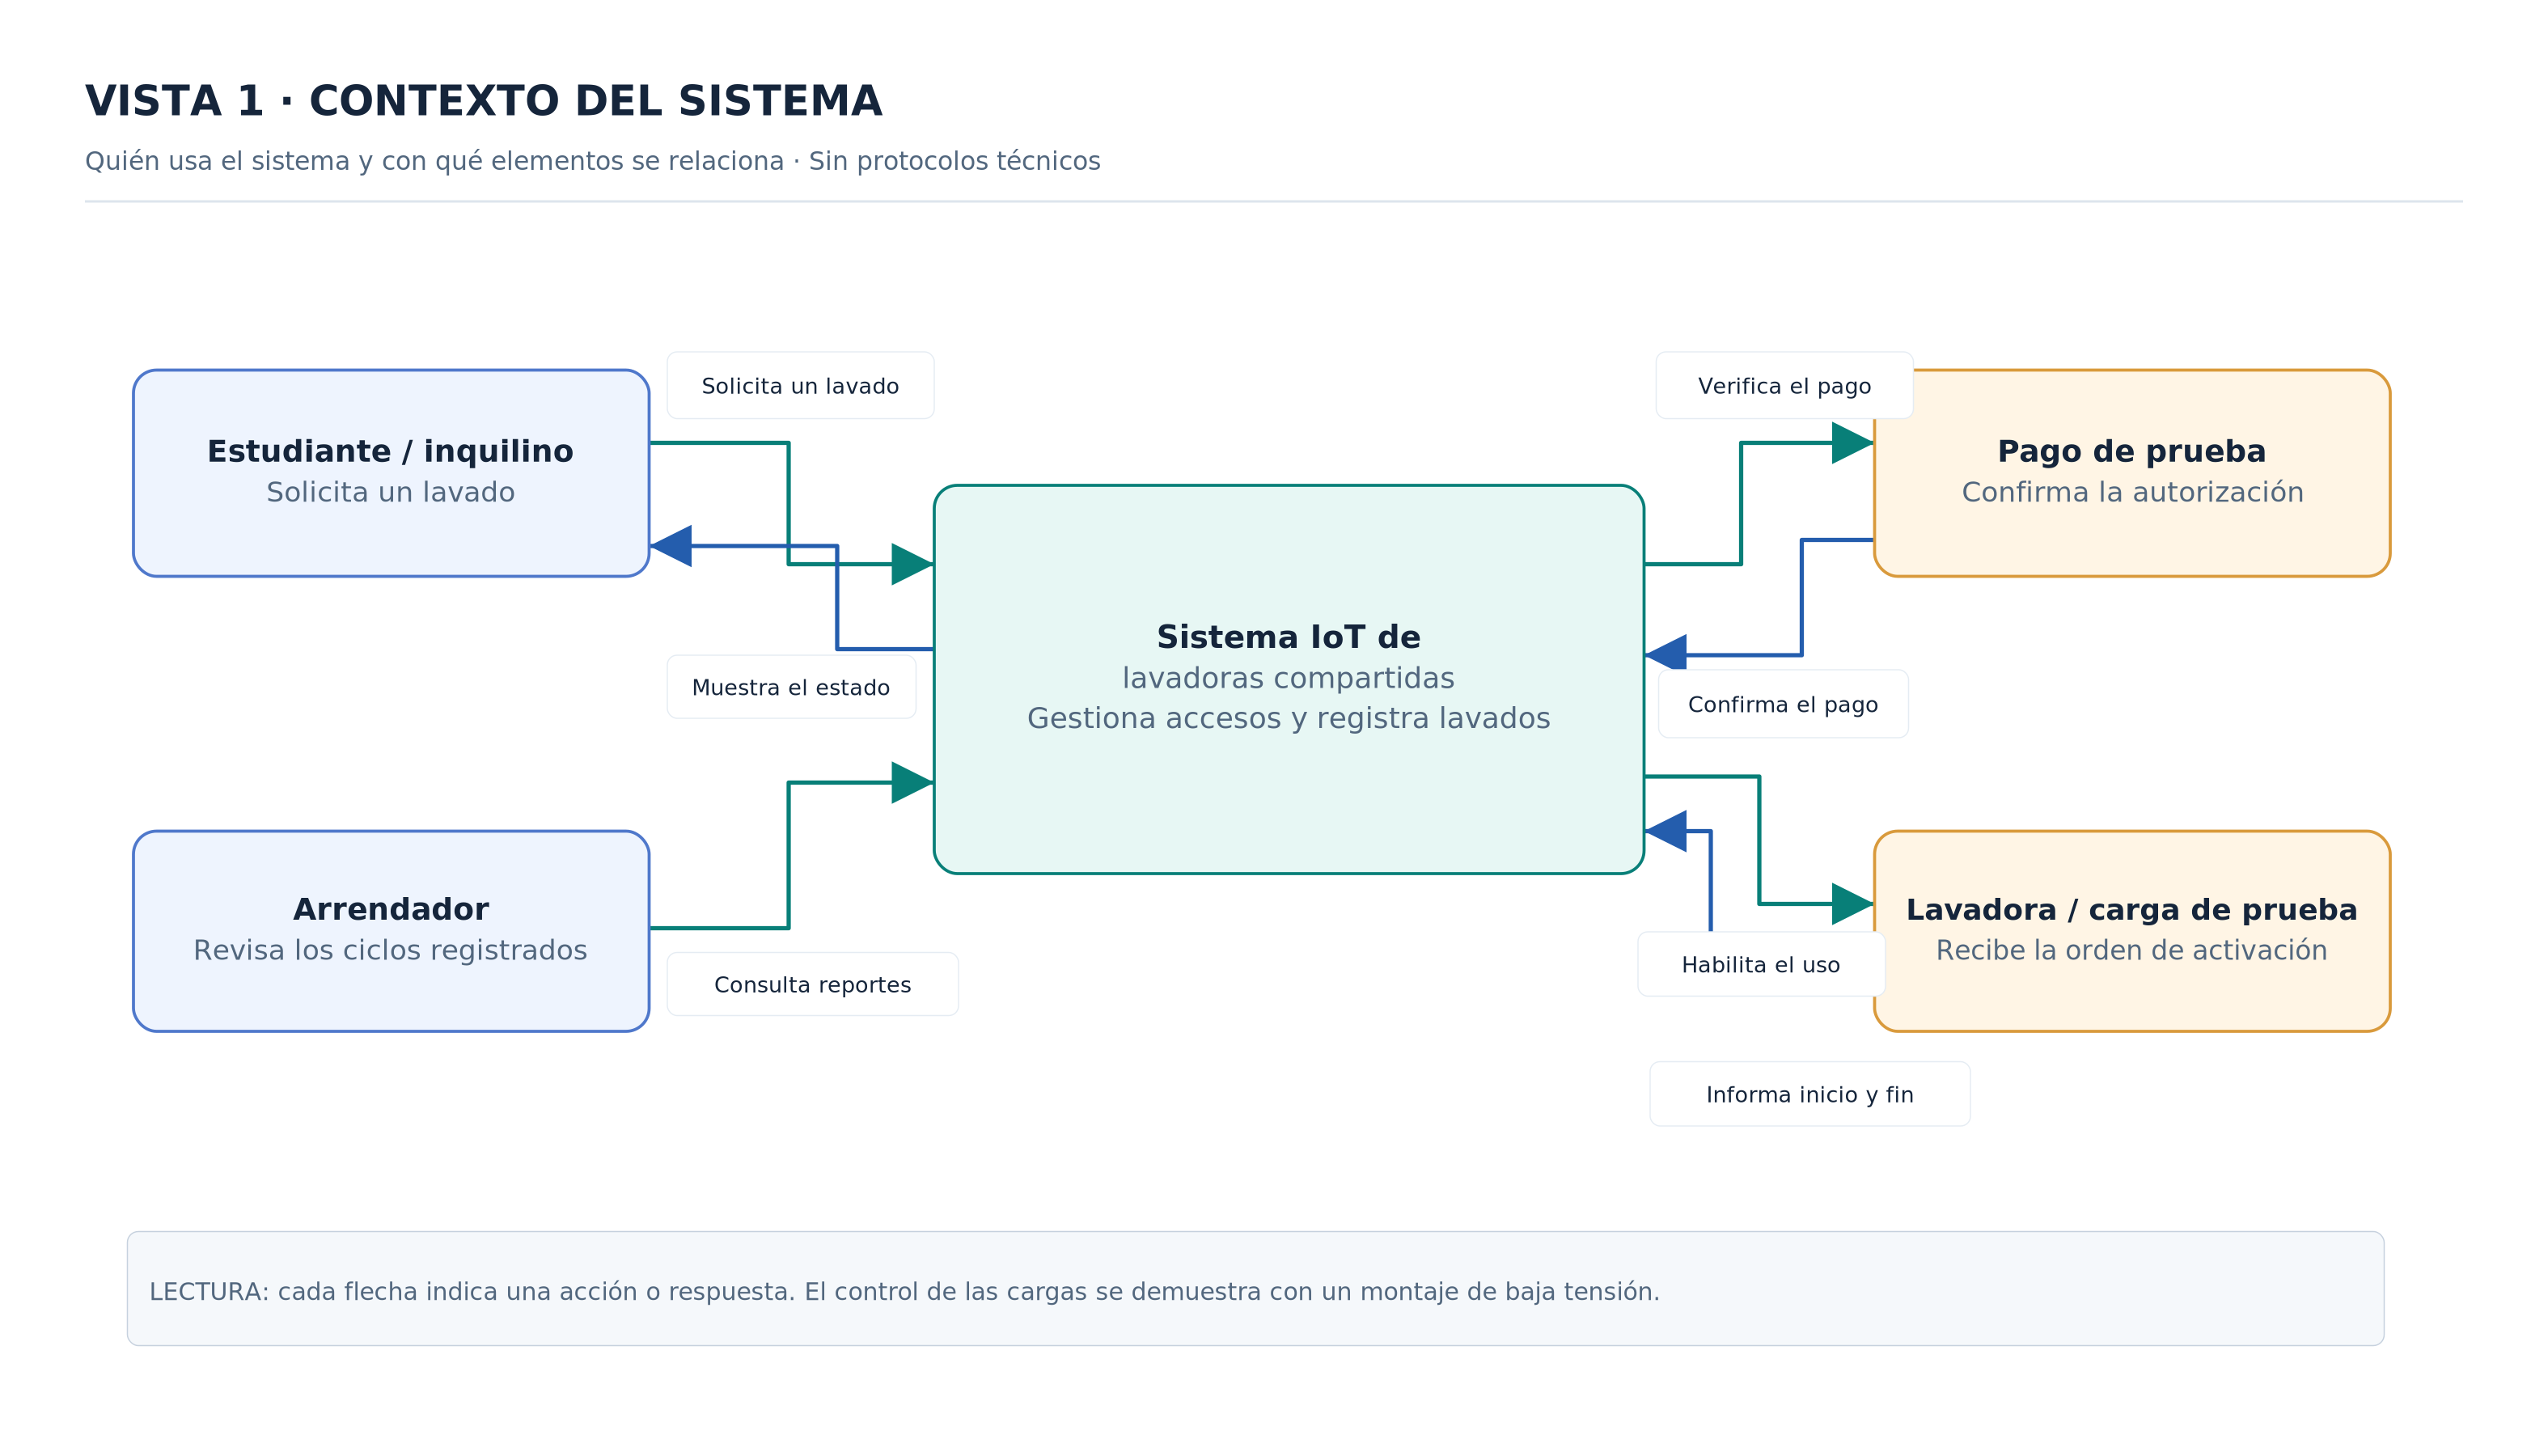 VISTA 1 · CONTEXTO DEL SISTEMA
Quién usa el sistema y con qué elementos se relaciona · Sin protocolos técnicos
Solicita un lavado
Verifica el pago
Estudiante / inquilino
Solicita un lavado
Pago de prueba
Confirma la autorización
Sistema IoT de
lavadoras compartidas
Gestiona accesos y registra lavados
Muestra el estado
Confirma el pago
Arrendador
Revisa los ciclos registrados
Lavadora / carga de prueba
Recibe la orden de activación
Consulta reportes
Habilita el uso
Informa inicio y fin
LECTURA: cada flecha indica una acción o respuesta. El control de las cargas se demuestra con un montaje de baja tensión.